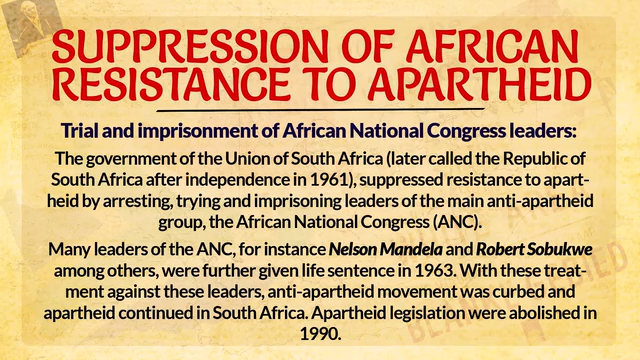 SUPPRESSION OF AFRICAN
RESISTANCE TO APARTHEID
Trial and imprisonment of African National Congress leaders:
The government of the Union of South Africa (later called the Republic of
South Africa after independence in 1961), suppressed resistance to apart-
heid by arresting, trying and imprisoning leaders of the main anti-apartheid
group, the African National Congress (ANC).
Many leaders of the ANC, for instance Nelson Mandela and Robert Sobukwe
among others, were further given life sentence in 1963. With these treat-
ment against these leaders, anti-apartheid movement was curbed and
apartheid continued in South Africa. Apartheid legislation were abolished in
1990.